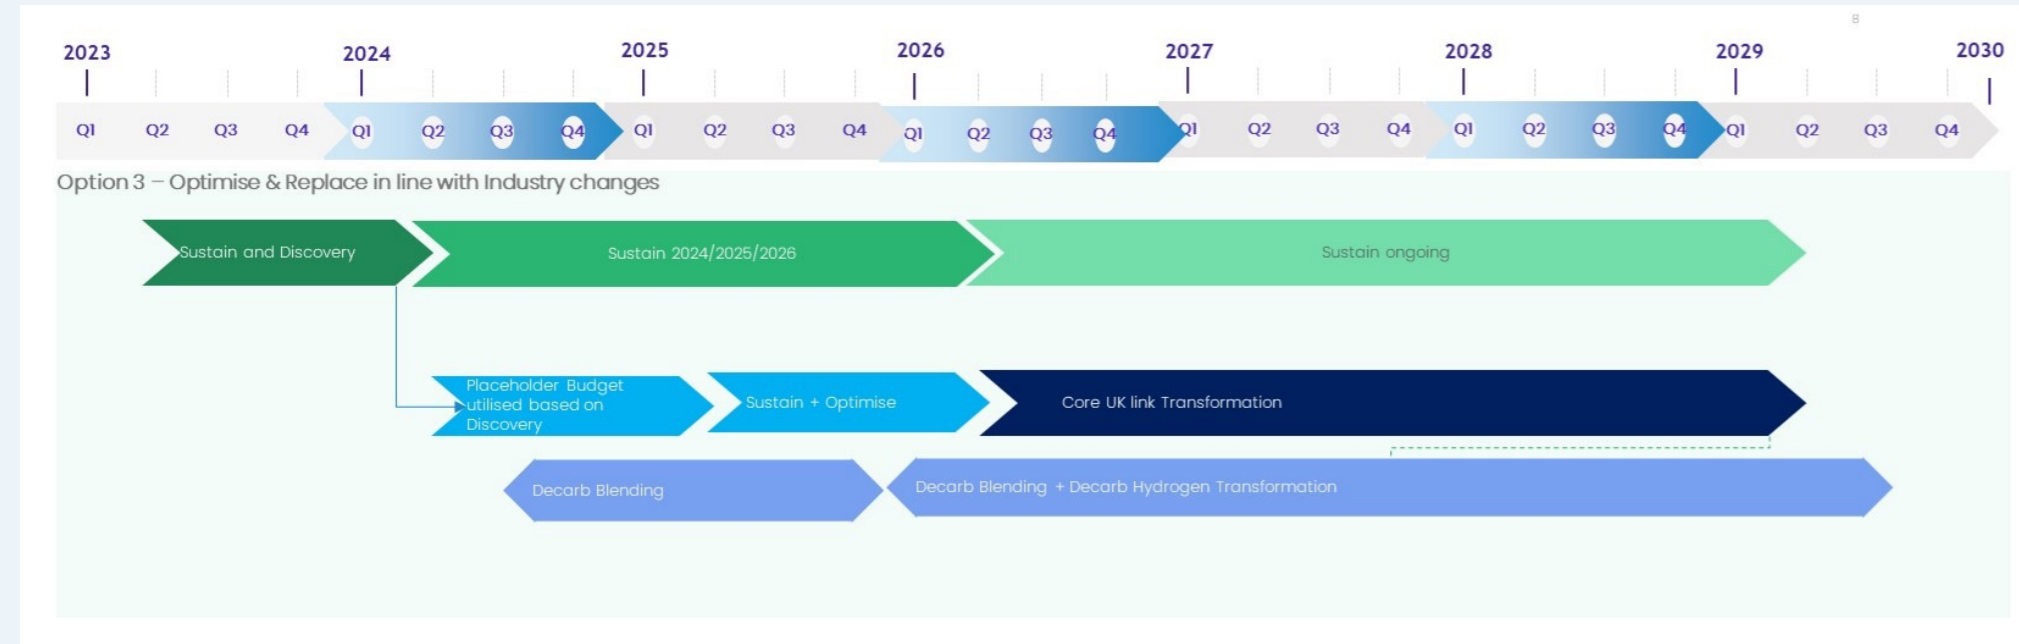 8
2023 2024 2025 2026 2027 2028 2029 2030
Q1 Q2 Q3 Q4 Q1 Q2 Q3 Q4 Q1 Q2 Q3 Q4 Q1 Q2 Q3 Q4 Q1 Q2 Q3 Q4 Q1 Q2 Q3 Q4 Q1 Q2 Q3 Q4
Option 3 – Optimise & Replace in line with Industry changes
Sustain and Discovery
Sustain 2024/2025/2026
Sustain ongoing
Placeholder Budget
utilised based on
Discovery
Sustain + Optimise
Core UK link Transformation
Decarb Blending
Decarb Blending + Decarb Hydrogen Transformation